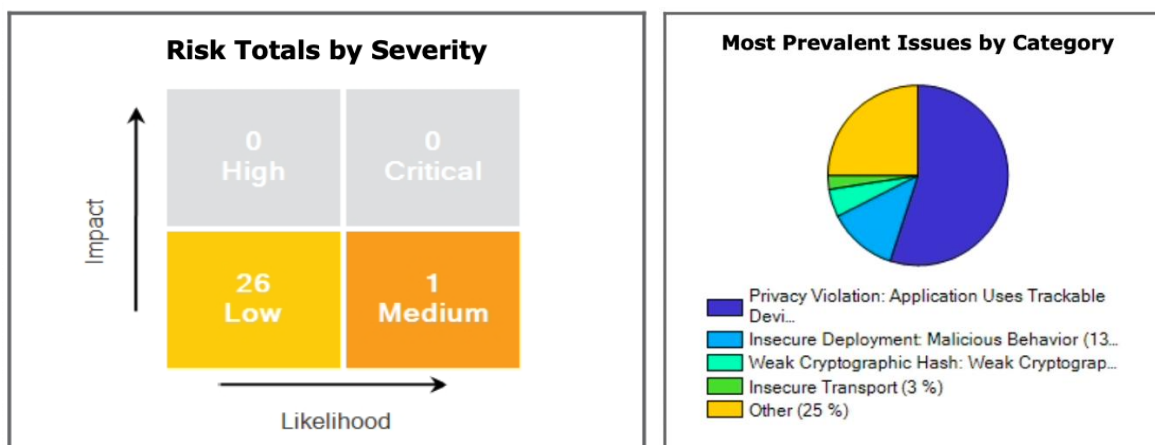 Risk Totals by Severity
0
High
0
Critical
26
Low
1
Medium
Impact
Likelihood
Most Prevalent Issues by Category
Privacy Violation: Application Uses Trackable
Devi...
Insecure Deployment: Malicious Behavior (13...
Weak Cryptographic Hash: Weak Cryptograp...
Insecure Transport (3 %)
Other (25 %)